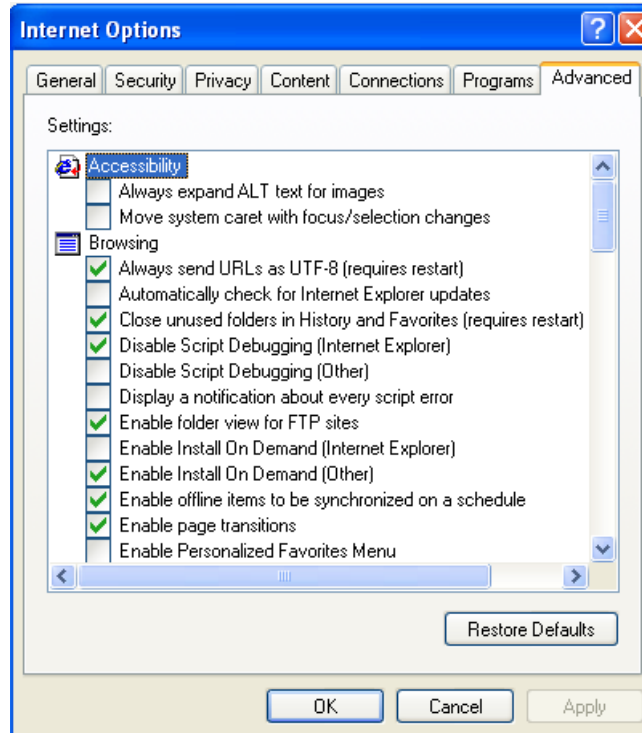 Internet Options
General Security Privacy Content Connections Programs Advanced
Settings:
Accessibility
Always expand ALT text for images
Move system caret with focus/selection changes
Browsing
Always send URLs as UTF-8 (requires restart)
Automatically check for Internet Explorer updates
Close unused folders in History and Favorites (requires restart)
Disable Script Debugging (Internet Explorer)
Disable Script Debugging (Other)
Display a notification about every script error
Enable folder view for FTP sites
Enable Install On Demand (Internet Explorer)
Enable Install On Demand (Other)
Enable offline items to be synchronized on a schedule
Enable page transitions
Enable Personalized Favorites Menu
Restore Defaults
OK Cancel Apply